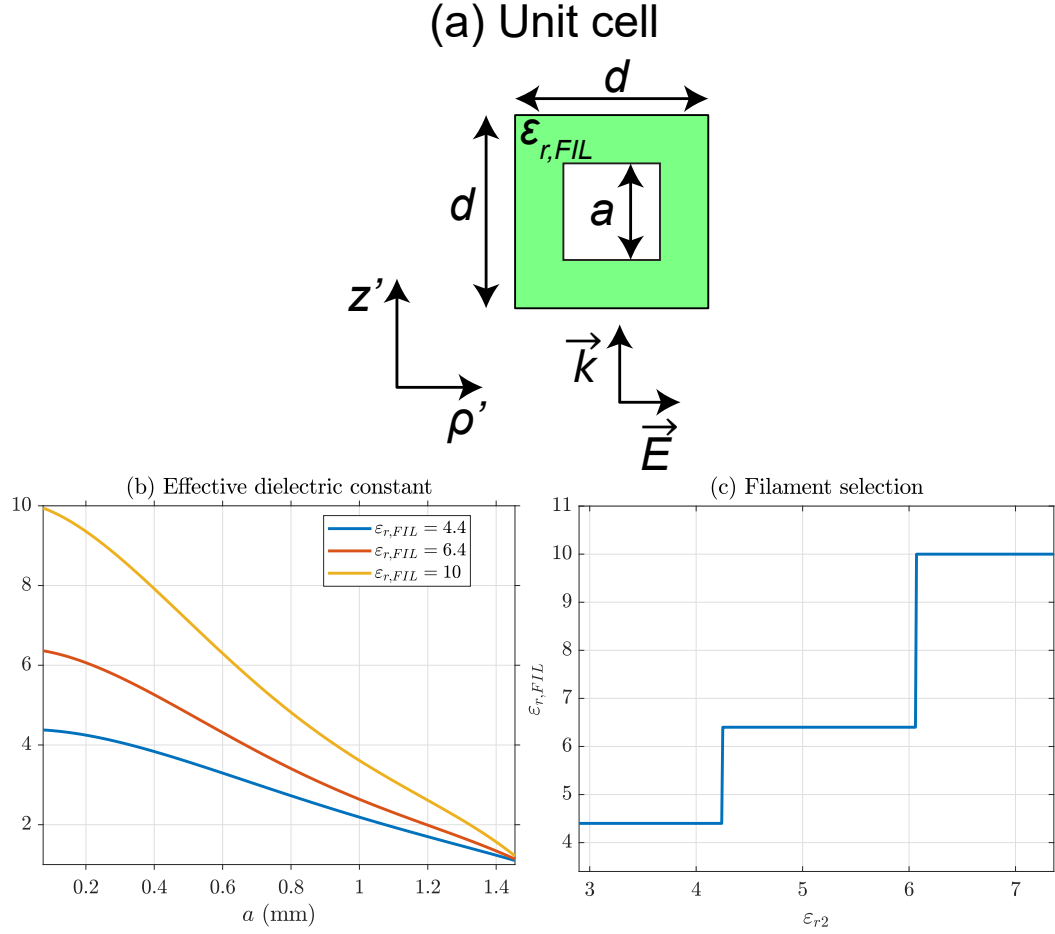 (a) Unit cell
d
ε_{r,FIL}
d
a
z’
ρ’
k⃗
E⃗
(b) Effective dielectric constant
10
8
6
4
2
ε_{r,FIL} = 4.4
ε_{r,FIL} = 6.4
ε_{r,FIL} = 10
0.2 0.4 0.6 0.8 1 1.2 1.4
a (mm)
(c) Filament selection
11
10
9
8
7
6
5
4
ε_{r,FIL}
3 4 5 6 7
ε_{r2}